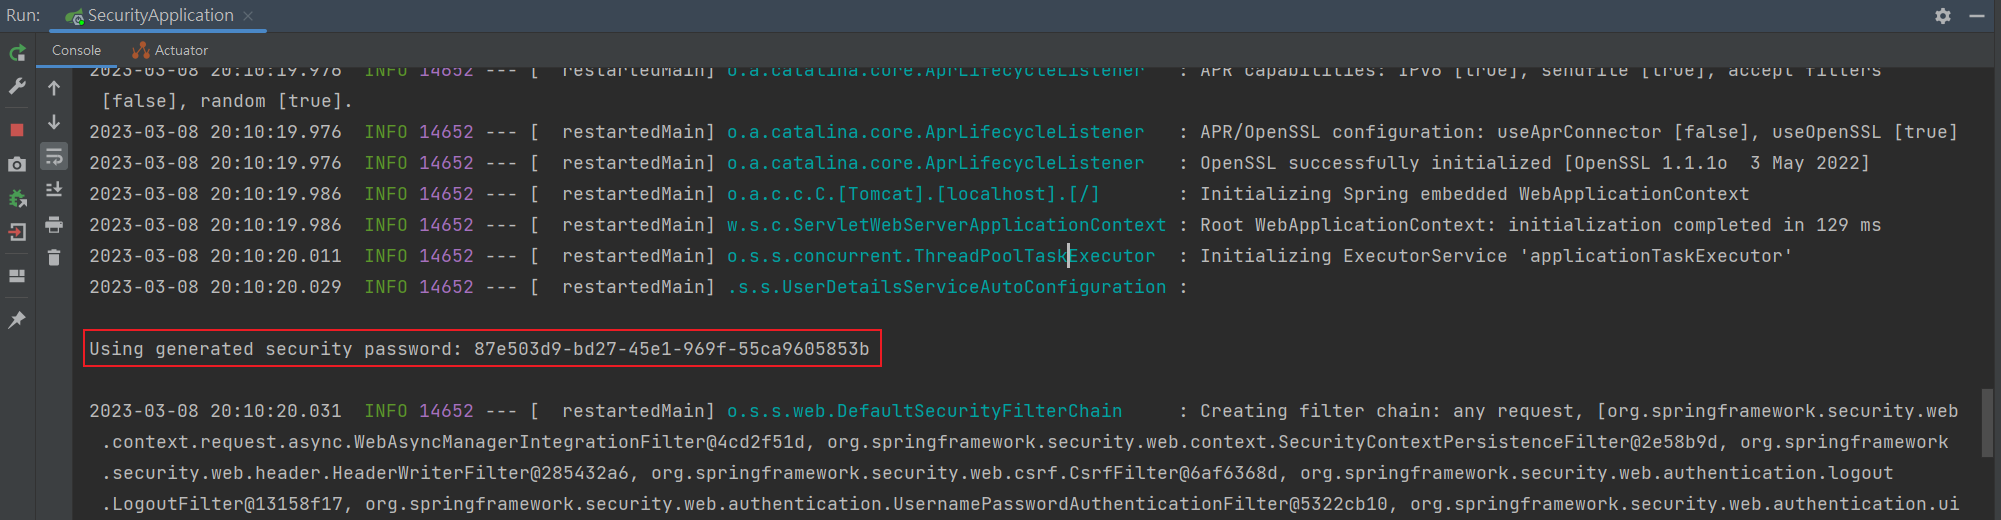 Run: SecurityApplication
Console Actuator
2023-03-08 20:10:19.976  INFO 14652 --- [  restartedMain] o.a.catalina.core.AprLifecycleListener   : APR capabilities: IPv6 [true], sendfile [true], accept filters
[false], random [true].
2023-03-08 20:10:19.976  INFO 14652 --- [  restartedMain] o.a.catalina.core.AprLifecycleListener   : APR/OpenSSL configuration: useAprConnector [false], useOpenSSL [true]
2023-03-08 20:10:19.976  INFO 14652 --- [  restartedMain] o.a.catalina.core.AprLifecycleListener   : OpenSSL successfully initialized [OpenSSL 1.1.1o  3 May 2022]
2023-03-08 20:10:19.986  INFO 14652 --- [  restartedMain] o.a.c.c.C.[Tomcat].[localhost].[/]       : Initializing Spring embedded WebApplicationContext
2023-03-08 20:10:19.986  INFO 14652 --- [  restartedMain] w.s.c.ServletWebServerApplicationContext : Root WebApplicationContext: initialization completed in 129 ms
2023-03-08 20:10:20.011  INFO 14652 --- [  restartedMain] o.s.s.concurrent.ThreadPoolTaskExecutor  : Initializing ExecutorService 'applicationTaskExecutor'
2023-03-08 20:10:20.029  INFO 14652 --- [  restartedMain] .s.s.UserDetailsServiceAutoConfiguration :
Using generated security password: 87e503d9-bd27-45e1-969f-55ca9605853b
2023-03-08 20:10:20.031  INFO 14652 --- [  restartedMain] o.s.s.web.DefaultSecurityFilterChain     : Creating filter chain: any request, [org.springframework.security.web
.context.request.async.WebAsyncManagerIntegrationFilter@4cd2f51d, org.springframework.security.web.context.SecurityContextPersistenceFilter@2e58b9d, org.springframework
.security.web.header.HeaderWriterFilter@285432a6, org.springframework.security.web.csrf.CsrfFilter@6af6368d, org.springframework.security.web.authentication.logout
.LogoutFilter@13158f17, org.springframework.security.web.authentication.UsernamePasswordAuthenticationFilter@5322cb10, org.springframework.security.web.authentication.ui